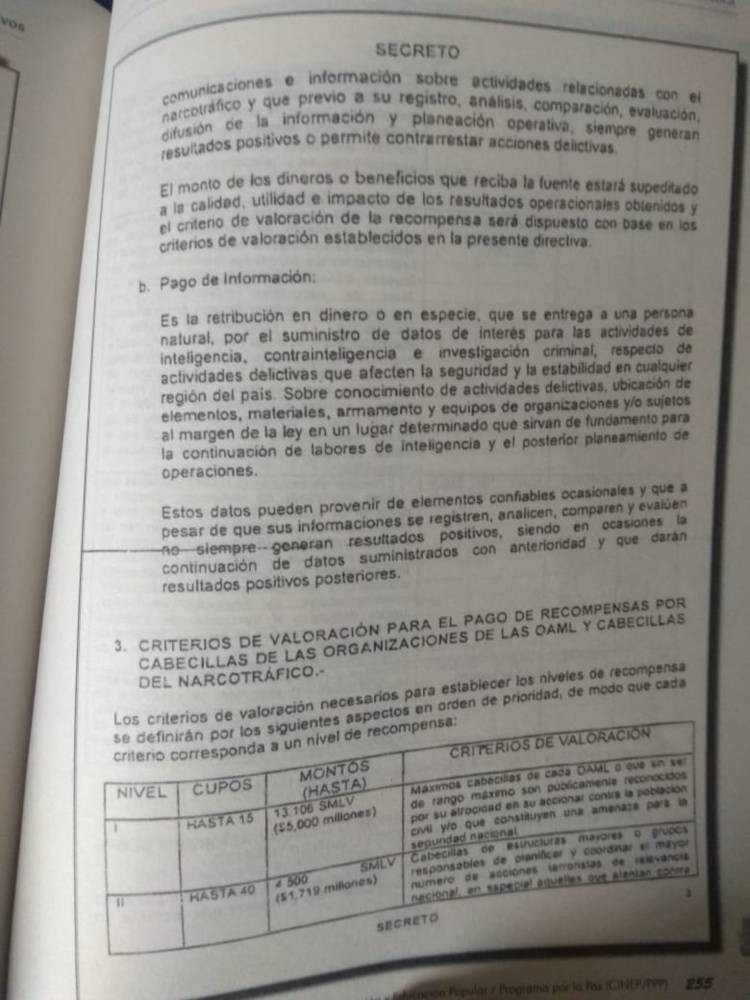 VOS
SECRETO
comunicaciones e información sobre actividades relacionadas con el
narcotráfico y que previo a su registro, análisis, comparación, evaluación,
difusión de la información y planeación operativa, siempre generan
resultados positivos o permite contrarrestar acciones delictivas.
El monto de los dineros o beneficios que reciba la fuente estará supeditado
a la calidad, utilidad e impacto de los resultados operacionales obtenidos y
el criterio de valoración de la recompensa será dispuesto con base en los
criterios de valoración establecidos en la presente directiva.
b. Pago de Información:
Es la retribución en dinero o en especie, que se entrega a una persona
natural, por el suministro de datos de interés para las actividades de
inteligencia, contrainteligencia e investigación criminal, respecto de
actividades delictivas que afecten la seguridad y la estabilidad en cualquier
región del país. Sobre conocimiento de actividades delictivas, ubicación de
elementos, materiales, armamento y equipos de organizaciones y/o sujetos
al margen de la ley en un lugar determinado que sirvan de fundamento para
la continuación de labores de inteligencia y el posterior planeamiento de
operaciones.
Estos datos pueden provenir de elementos confiables ocasionales y que a
pesar de que sus informaciones se registren, analicen, comparen y evalúen
no siempre generan resultados positivos, siendo en ocasiones la
continuación de datos suministrados con anterioridad y que darán
resultados positivos posteriores.
3. CRITERIOS DE VALORACIÓN PARA EL PAGO DE RECOMPENSAS POR
CABECILLAS DE LAS ORGANIZACIONES DE LAS OAML Y CABECILLAS
DEL NARCOTRÁFICO.-
Los criterios de valoración necesarios para establecer los niveles de recompensa
se definirán por los siguientes aspectos en orden de prioridad, de modo que cada
criterio corresponda a un nivel de recompensa:
NIVEL CUPOS MONTOS (HASTA) CRITERIOS DE VALORACIÓN
I HASTA 15 13.106 SMLV ($5,000 millones)
Máximos cabecillas de cada OAML o que sin ser
de rango máximo son públicamente reconocidos
por su atrocidad en su accionar contra la población
civil y/o que constituyen una amenaza para la
seguridad nacional
II HASTA 40 4 500 SMLV ($1,719 millones)
Cabecillas de estructuras mayores o grupos
responsables de planificar y coordinar el mayor
numero de acciones terroristas de relevancia
nacional, en especial aquellas que atentan contra
3
SECRETO
Educación Popular / Programa por la Paz (CINEP/PPP) 255